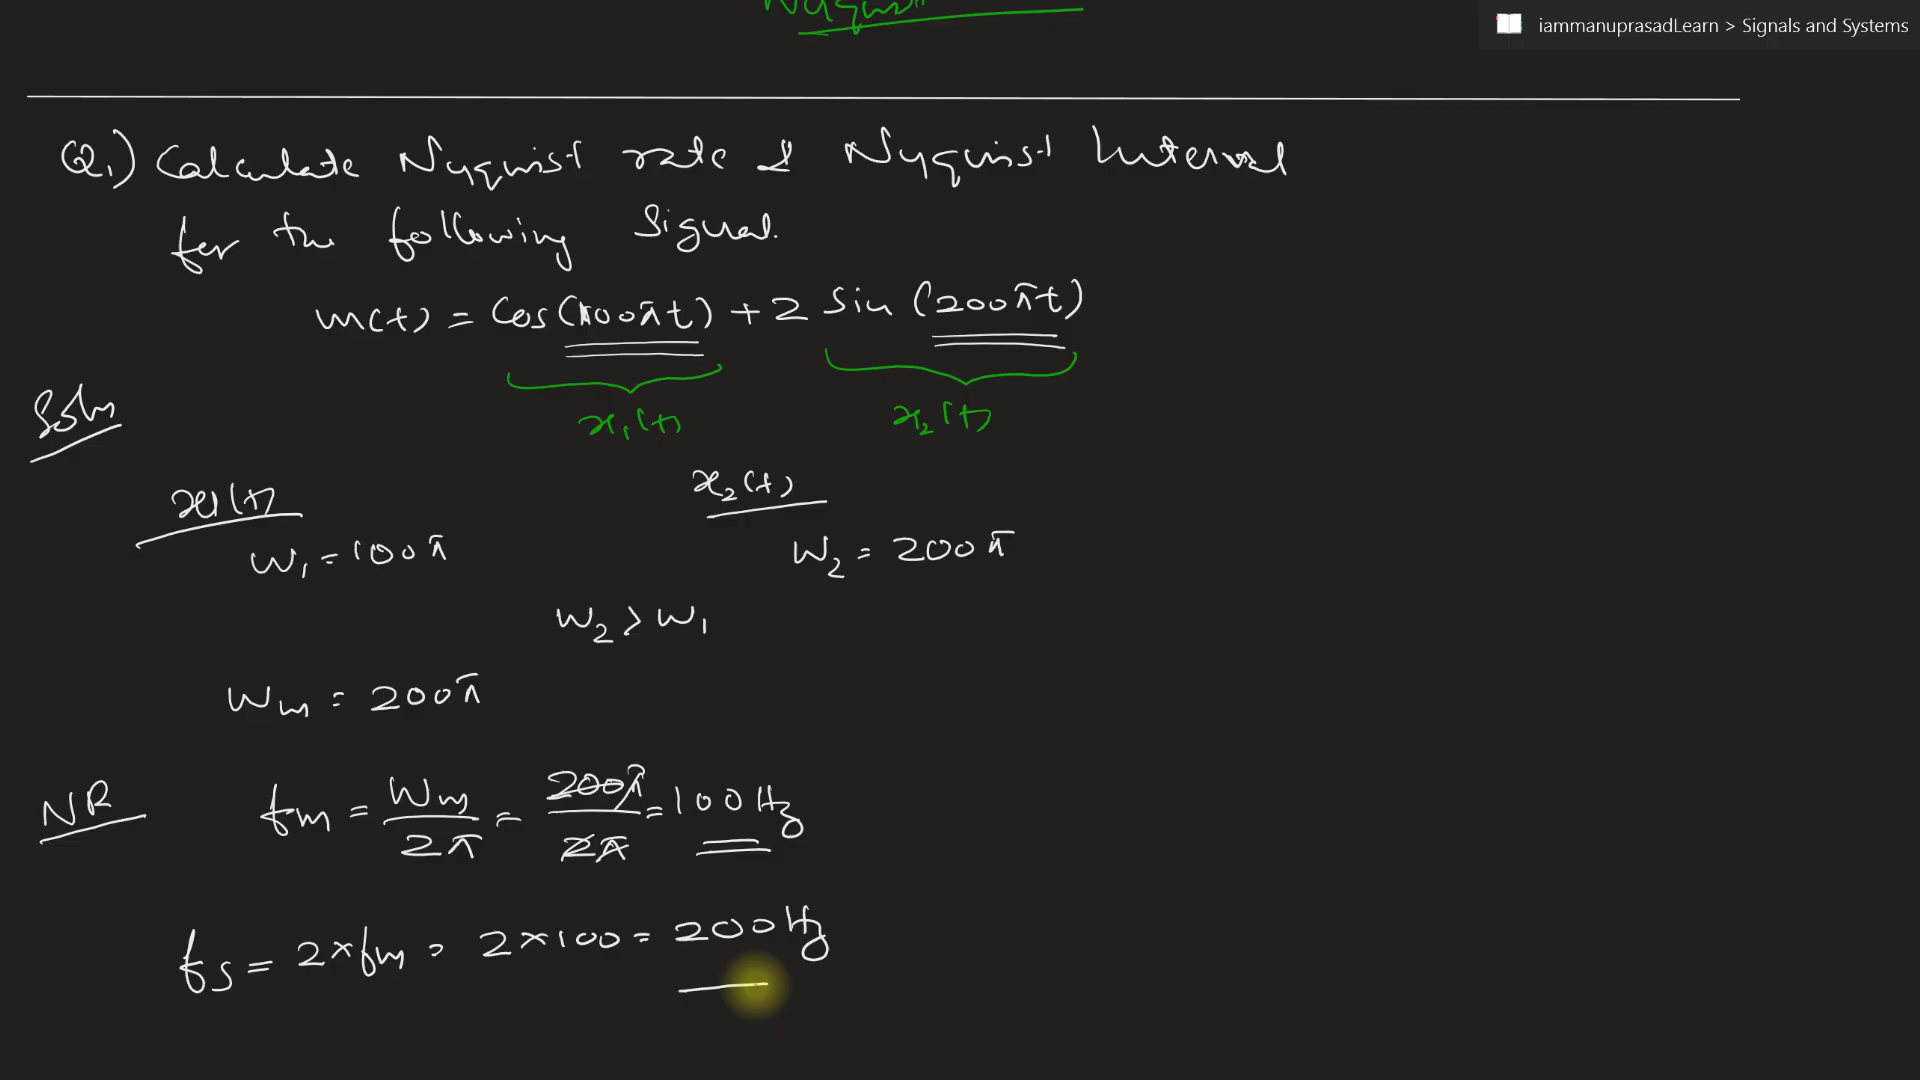 Nyquist
iammanuprasadLearn > Signals and Systems
Q1) Calculate Nyquist rate & Nyquist Interval
for the following Signal.
m(t) = Cos(100πt) + 2 Sin(200πt)
x₁(t) x₂(t)
Soln
x1(t) x₂(t)
W₁ = 100π W₂ = 200π
W₂ > W₁
Wm = 200π
NR fm = Wm/2π = 200π/2π = 100 Hz
fs = 2×fm = 2×100 = 200 Hz